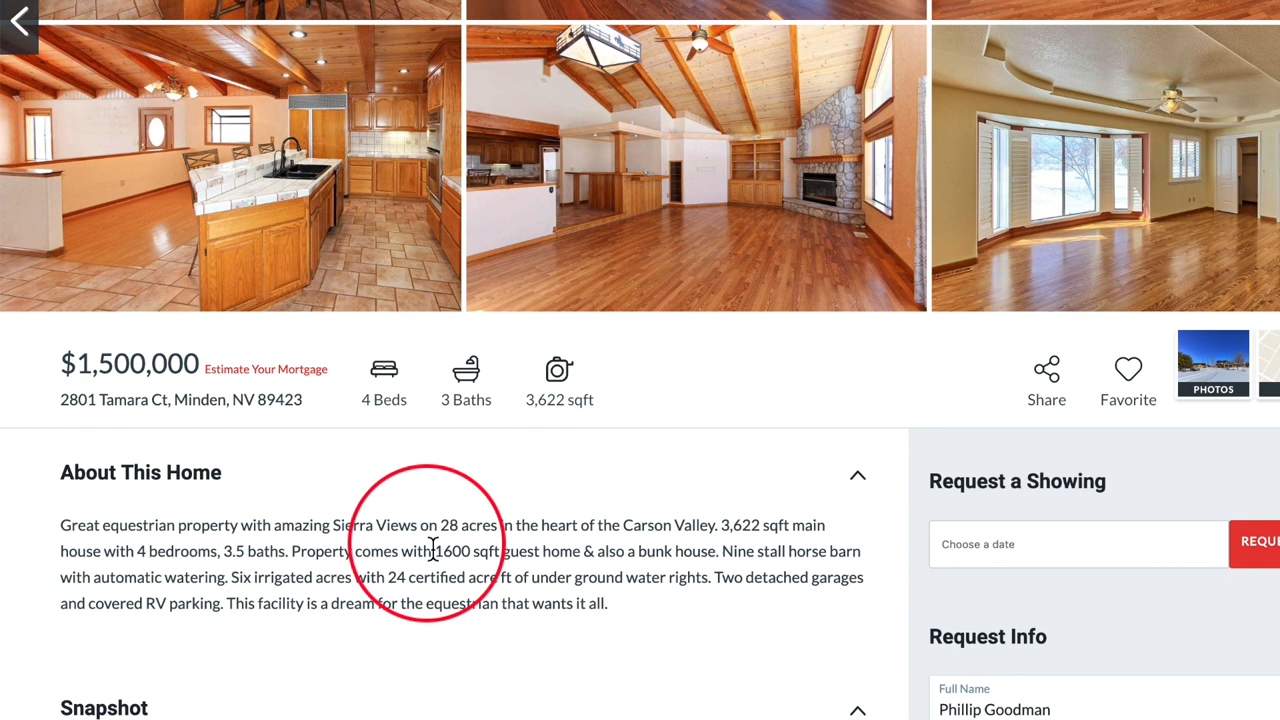 $1,500,000 Estimate Your Mortgage
2801 Tamara Ct, Minden, NV 89423
4 Beds
3 Baths
3,622 sqft
Share
Favorite
PHOTOS
About This Home
Great equestrian property with amazing Sierra Views on 28 acres in the heart of the Carson Valley. 3,622 sqft main
house with 4 bedrooms, 3.5 baths. Property comes with 1600 sqft guest home & also a bunk house. Nine stall horse barn
with automatic watering. Six irrigated acres with 24 certified acre ft of under ground water rights. Two detached garages
and covered RV parking. This facility is a dream for the equestrian that wants it all.
Snapshot
Request a Showing
Choose a date
REQUE
Request Info
Full Name
Phillip Goodman